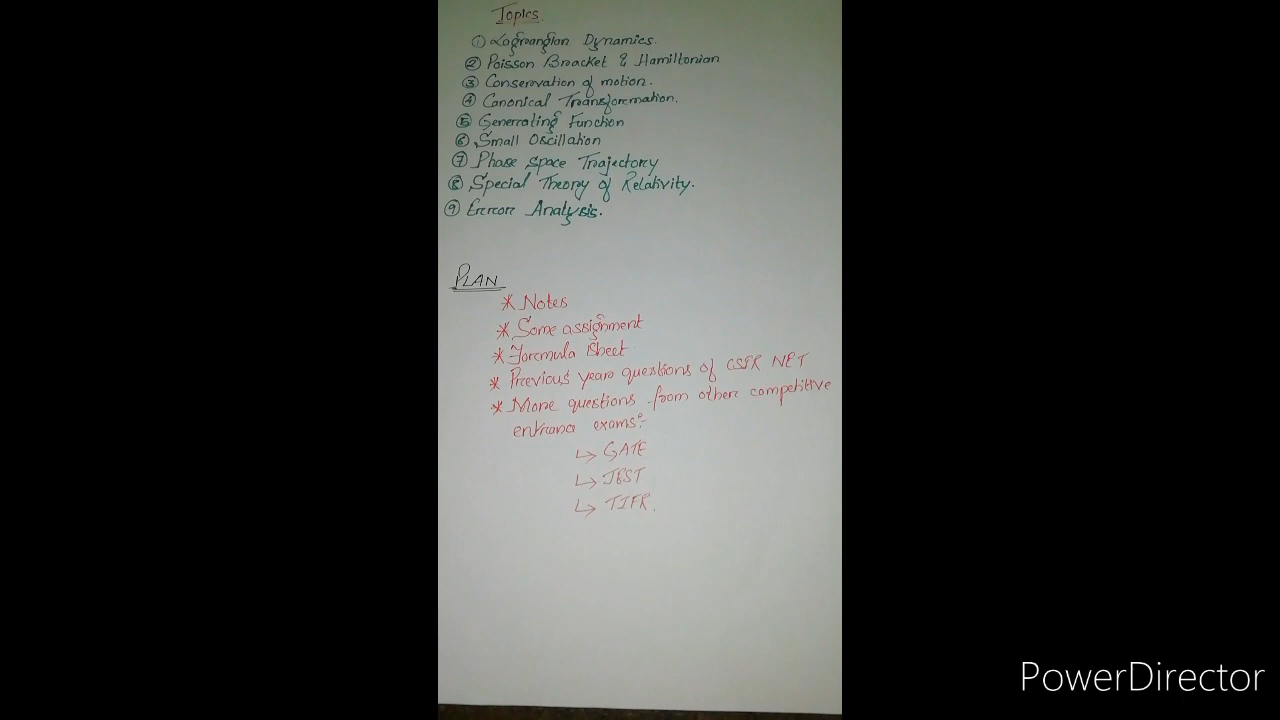 Topics
① Lagrangian Dynamics.
② Poisson Bracket & Hamiltonian
③ Conservation of motion.
④ Canonical Transformation.
⑤ Generating Function
⑥ Small Oscillation
⑦ Phase space Trajectory
⑧ Special Theory of Relativity.
⑨ Error Analysis.
PLAN
* Notes
* Some assignment
* Formula Sheet
* Previous years questions of CSIR NET
* More questions from other competitive
entrance exams:-
↳ GATE
↳ JEST
↳ TIFR.
PowerDirector